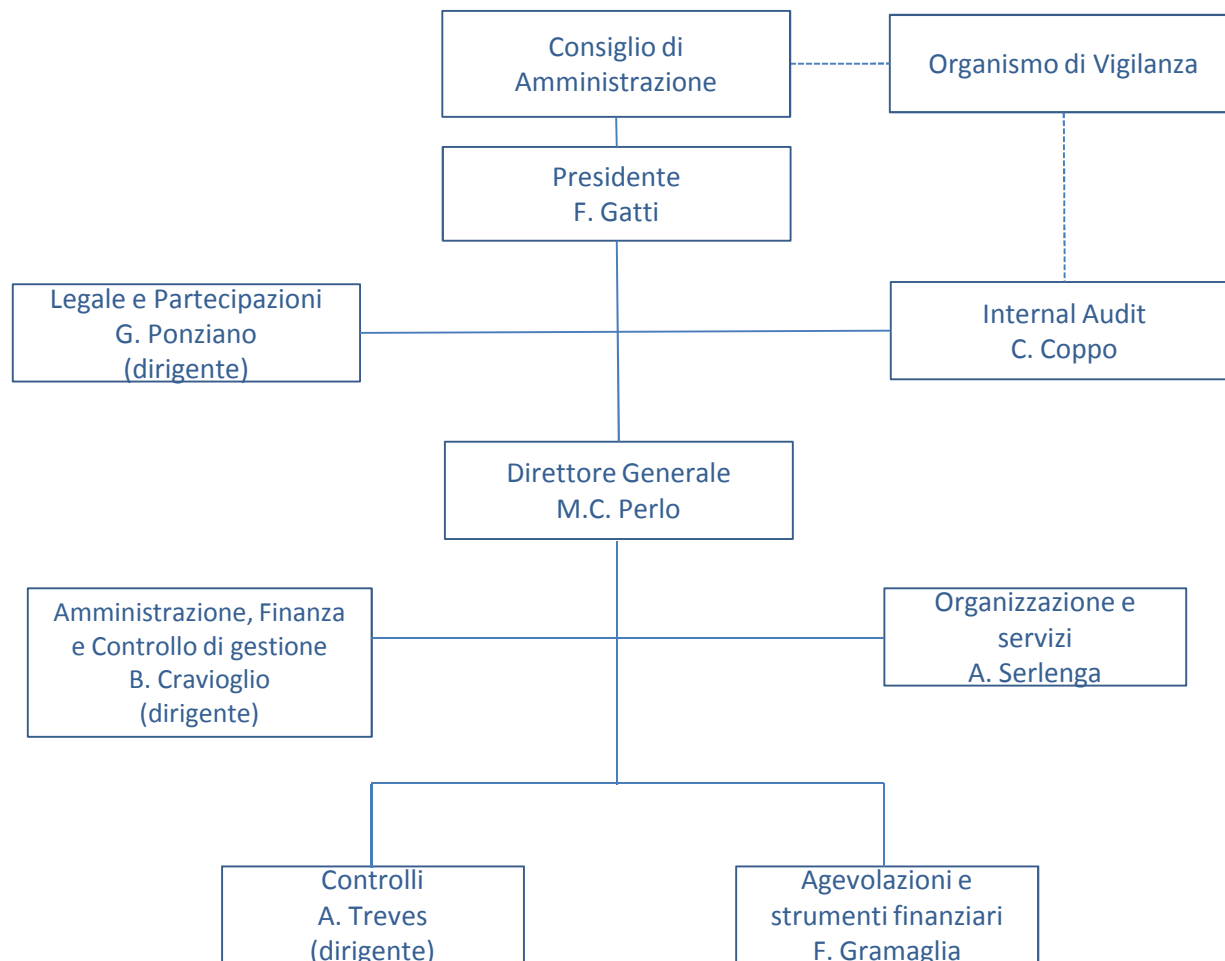 Consiglio di
Amministrazione
Organismo di Vigilanza
Presidente
F. Gatti
Legale e Partecipazioni
G. Ponziano
(dirigente)
Internal Audit
C. Coppo
Direttore Generale
M.C. Perlo
Amministrazione, Finanza
e Controllo di gestione
B. Cravioglio
(dirigente)
Organizzazione e
servizi
A. Serlenga
Controlli
A. Treves
(dirigente)
Agevolazioni e
strumenti finanziari
F. Gramaglia